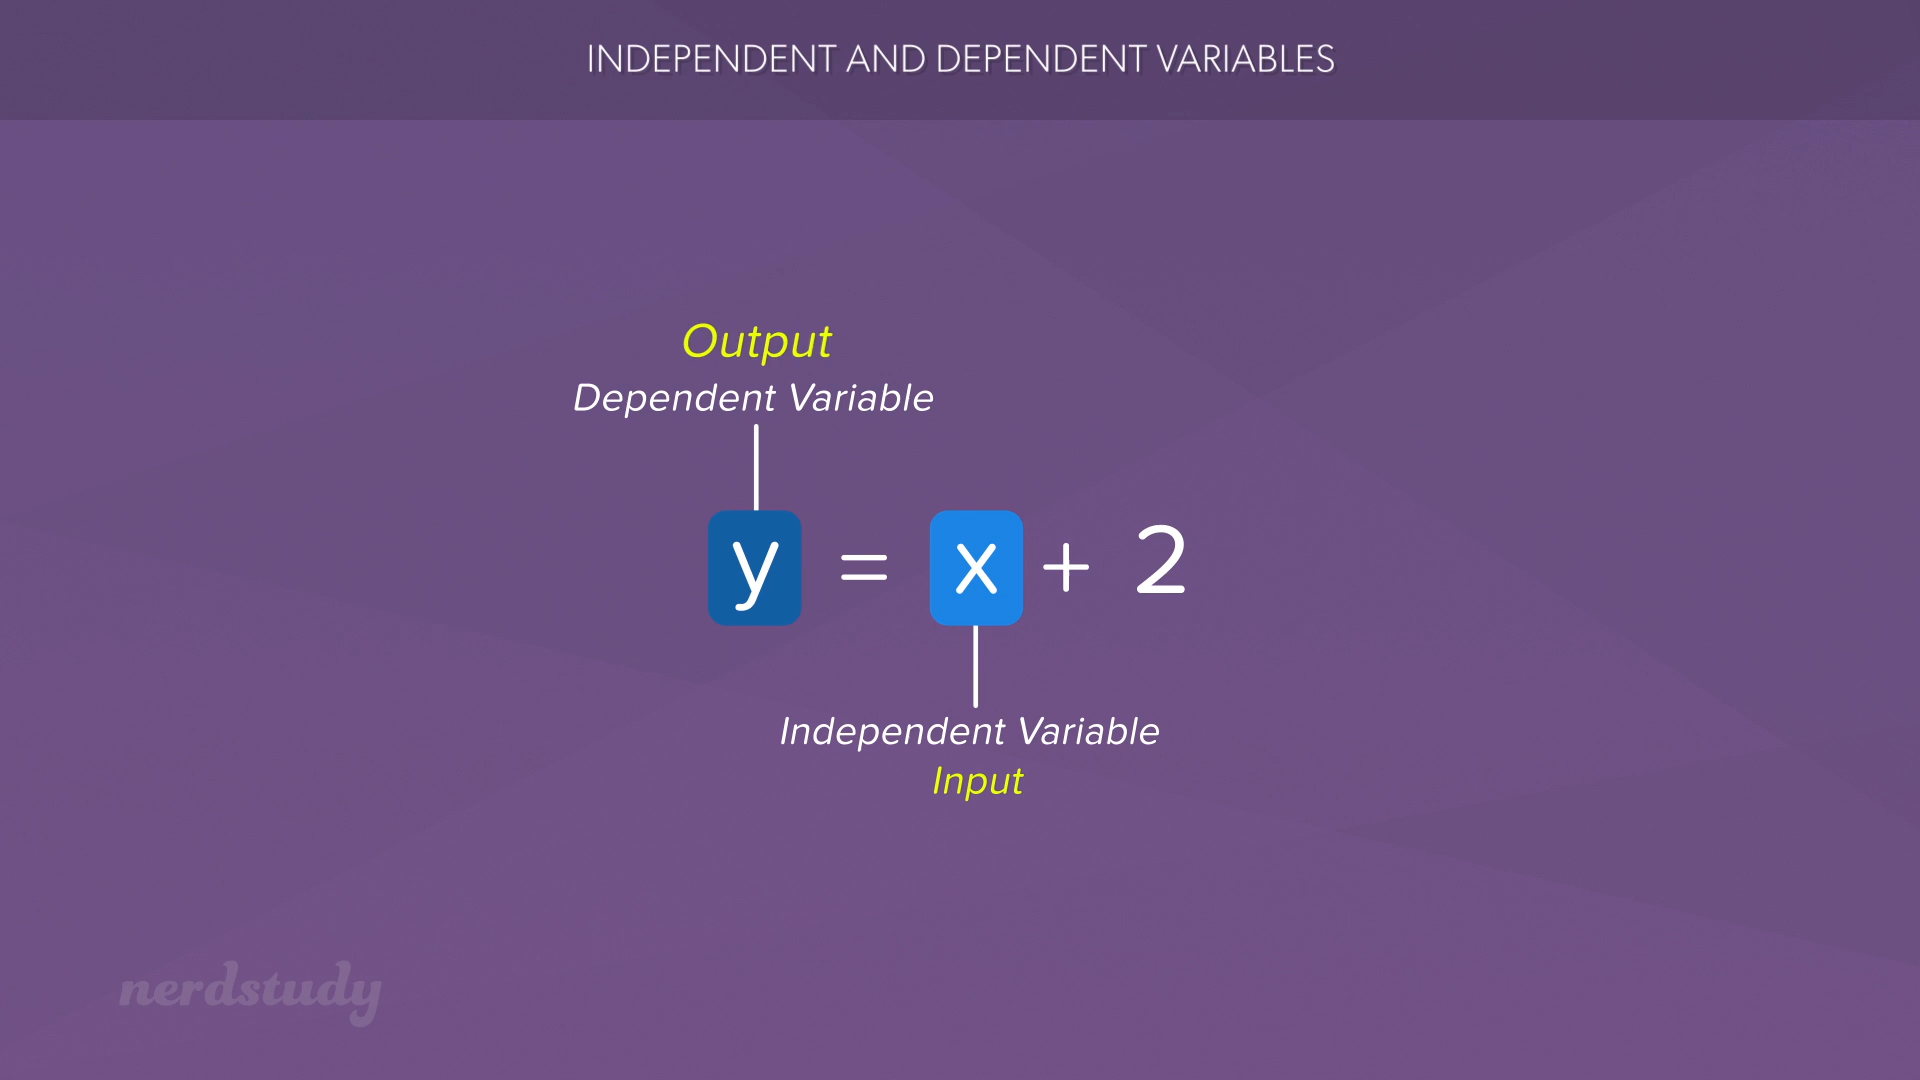 INDEPENDENT AND DEPENDENT VARIABLES
Output
Dependent Variable
y = x + 2
Independent Variable
Input
nerdstudy